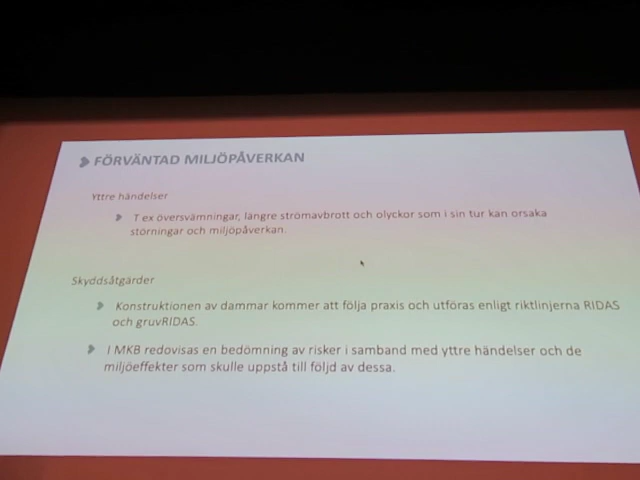 FÖRVÄNTAD MILJÖPÅVERKAN
Yttre händelser
T ex översvämningar, längre strömavbrott och olyckor som i sin tur kan orsaka
störningar och miljöpåverkan.
Skyddsåtgärder
Konstruktionen av dammar kommer att följa praxis och utföras enligt riktlinjerna RIDAS
och gruvRIDAS.
I MKB redovisas en bedömning av risker i samband med yttre händelser och de
miljöeffekter som skulle uppstå till följd av dessa.